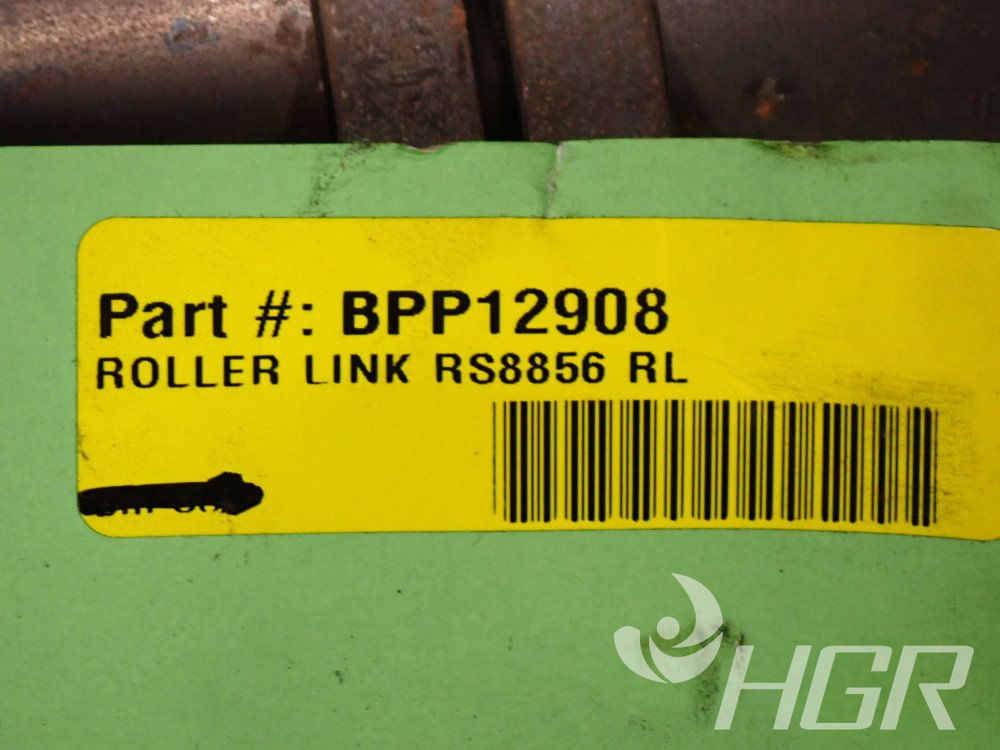 Part #: BPP12908
ROLLER LINK RS8856 RL
HGR